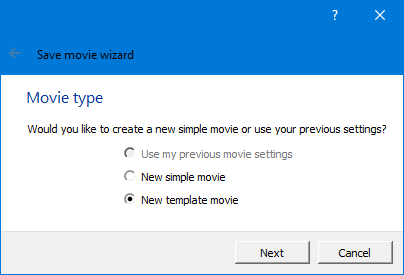 ?
Save movie wizard
Movie type
Would you like to create a new simple movie or use your previous settings?
Use my previous movie settings
New simple movie
New template movie
Next Cancel